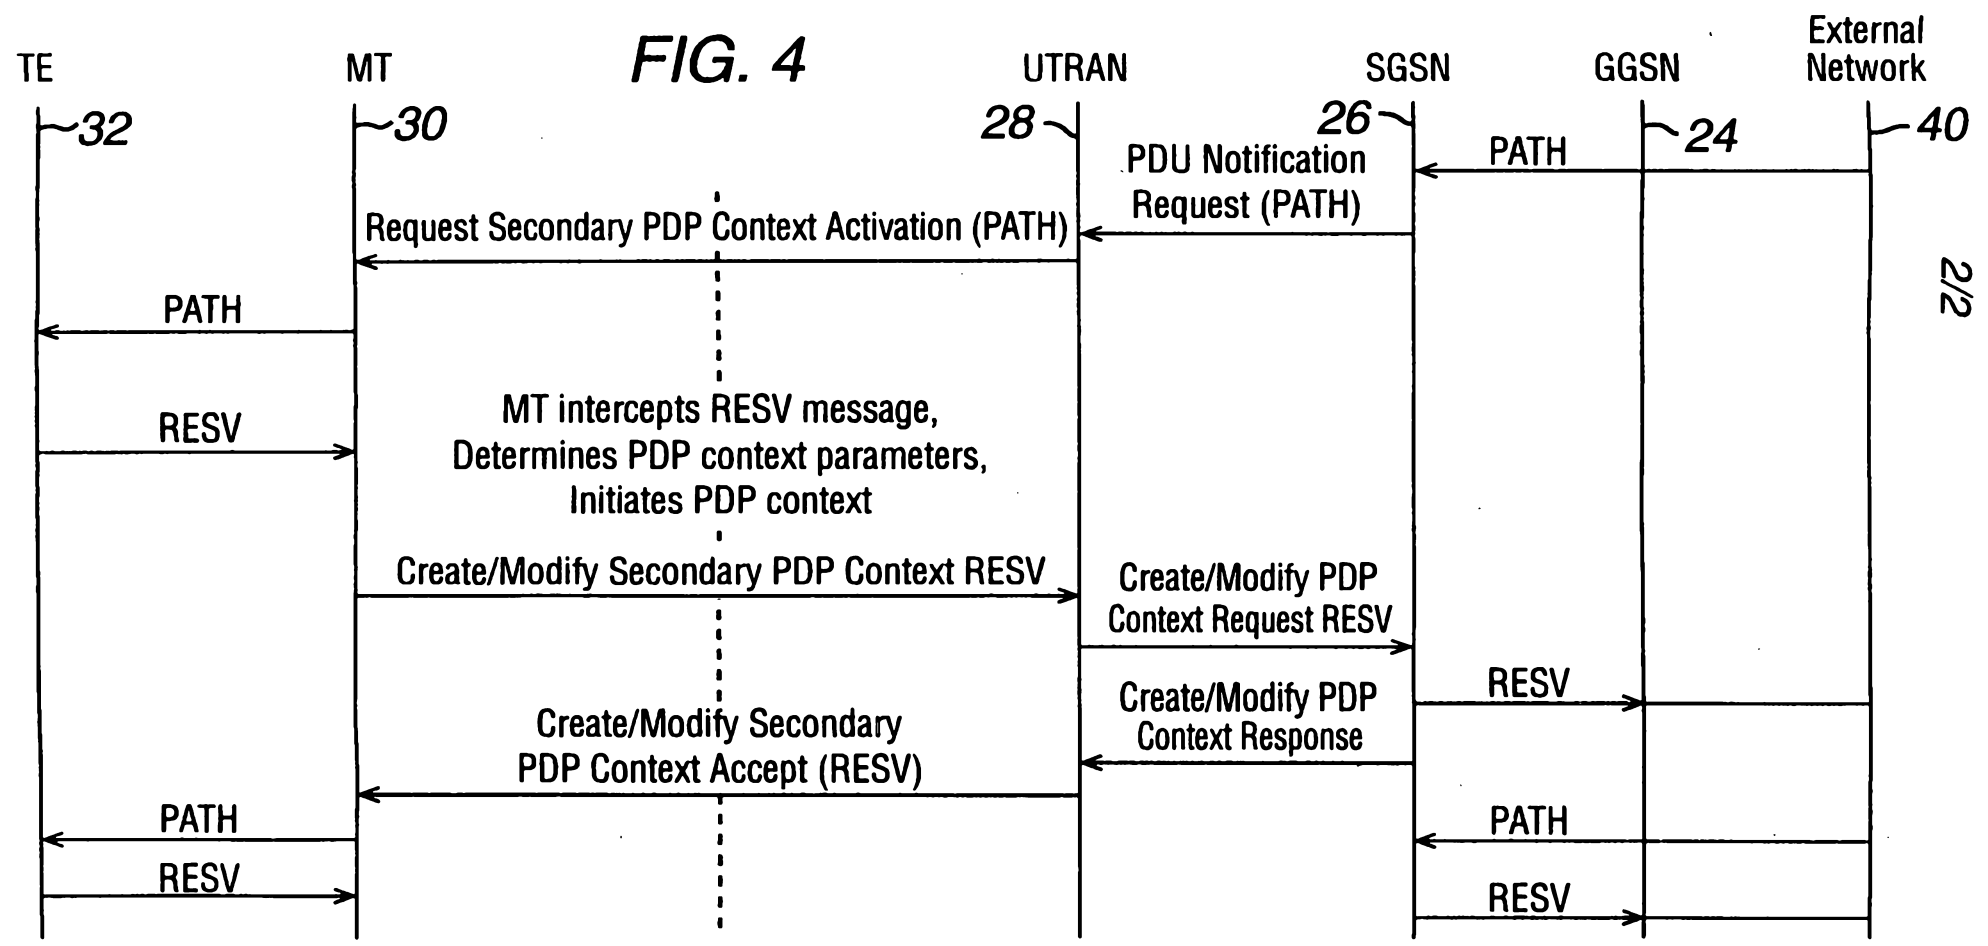 FIG. 4
TE
MT
UTRAN
SGSN
GGSN
External
Network
32
30
28
26
24
40
PATH
PDU Notification
Request (PATH)
Request Secondary PDP Context Activation (PATH)
2/2
PATH
RESV
MT intercepts RESV message,
Determines PDP context parameters,
Initiates PDP context
Create/Modify Secondary PDP Context RESV
Create/Modify PDP
Context Request RESV
RESV
Create/Modify PDP
Context Response
Create/Modify Secondary
PDP Context Accept (RESV)
PATH
PATH
RESV
RESV